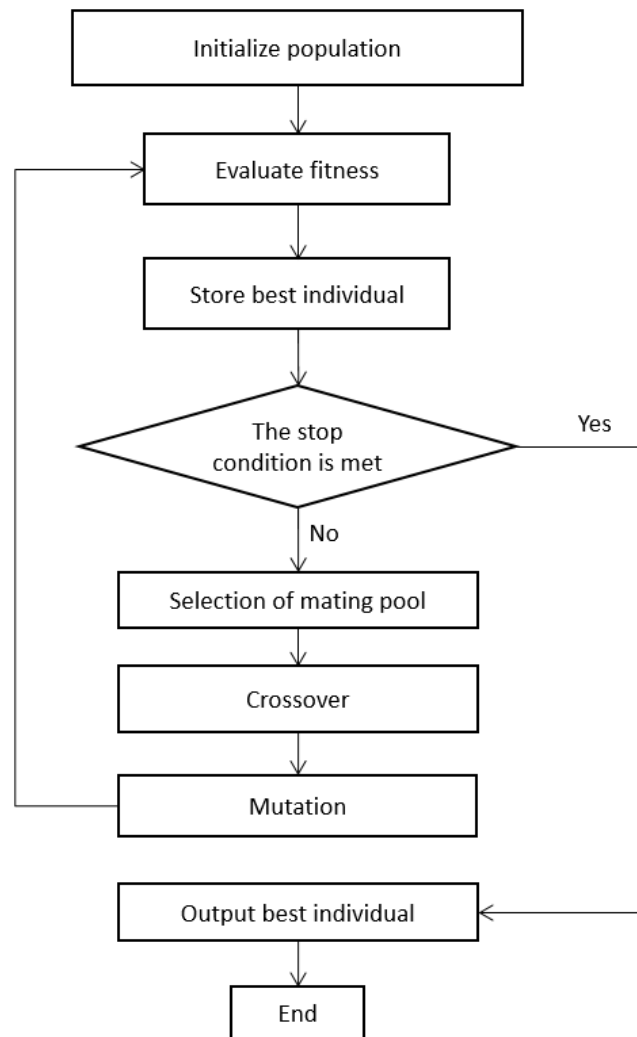 Initialize population
Evaluate fitness
Store best individual
The stop
condition is met
Yes
No
Selection of mating pool
Crossover
Mutation
Output best individual
End